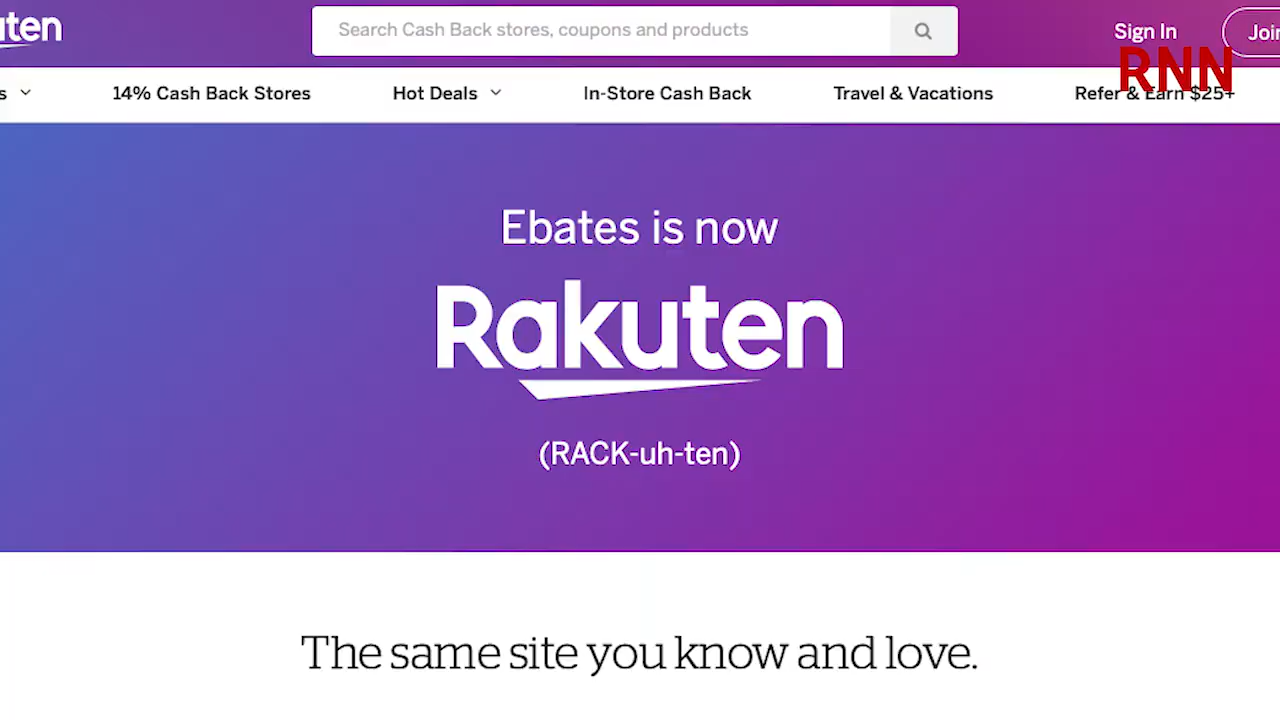 uten
Search Cash Back stores, coupons and products
Sign In
Join
RNN
s
14% Cash Back Stores
Hot Deals
In-Store Cash Back
Travel & Vacations
Refer & Earn $25+
Ebates is now
Rakuten
(RACK-uh-ten)
The same site you know and love.